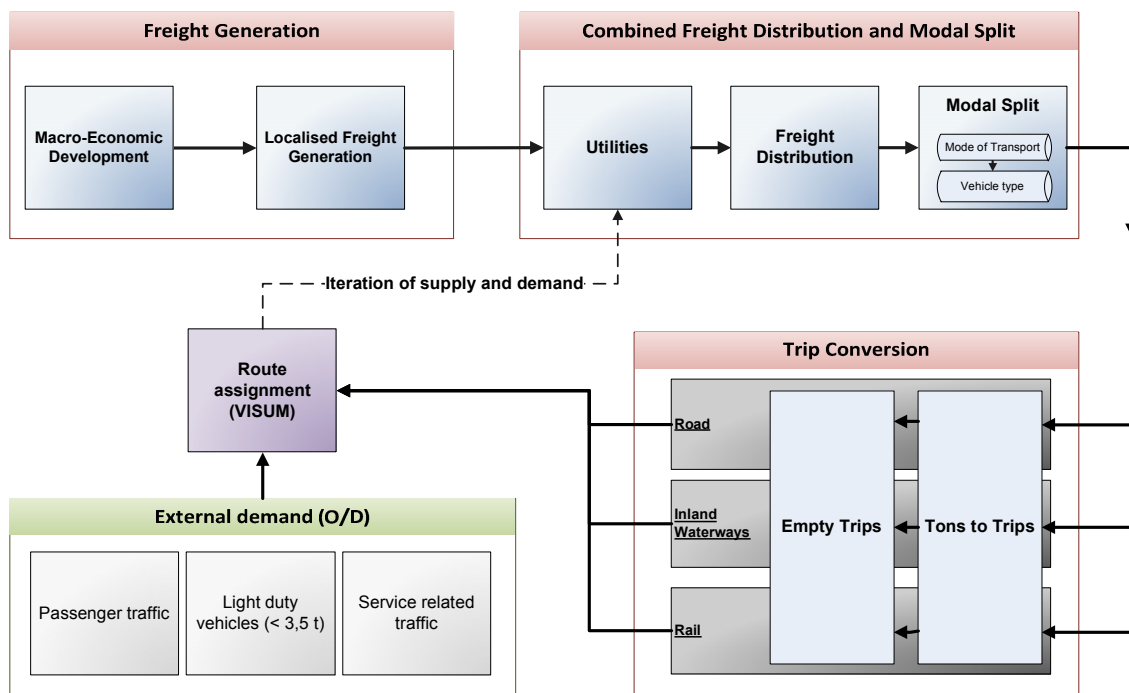 Freight Generation
Combined Freight Distribution and Modal Split
Macro-Economic
Development
Localised Freight
Generation
Utilities
Freight
Distribution
Modal Split
Mode of Transport
Vehicle type
Iteration of supply and demand
Route
assignment
(VISUM)
Trip Conversion
Road
Inland
Waterways
Rail
Empty Trips
Tons to Trips
External demand (O/D)
Passenger traffic
Light duty
vehicles (< 3,5 t)
Service related
traffic